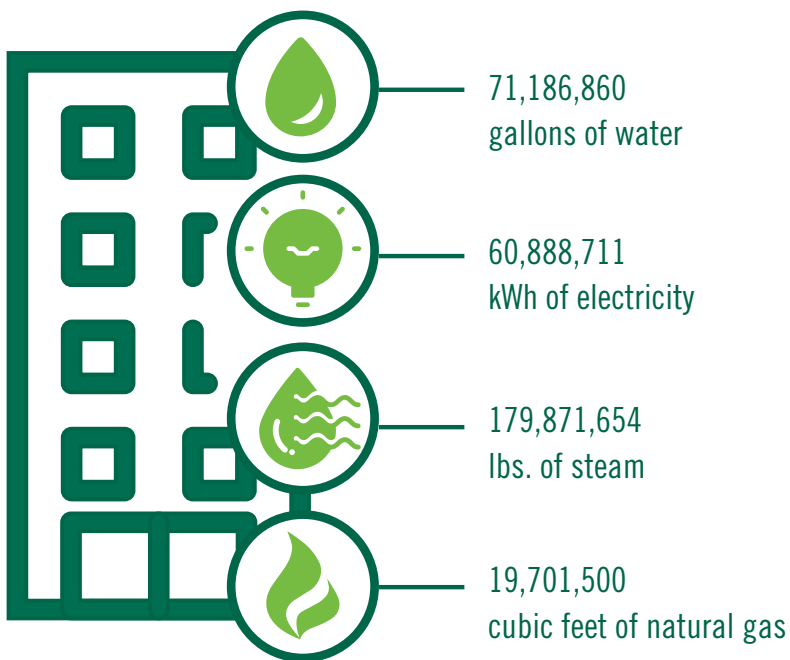 71,186,860
gallons of water
60,888,711
kWh of electricity
179,871,654
lbs. of steam
19,701,500
cubic feet of natural gas